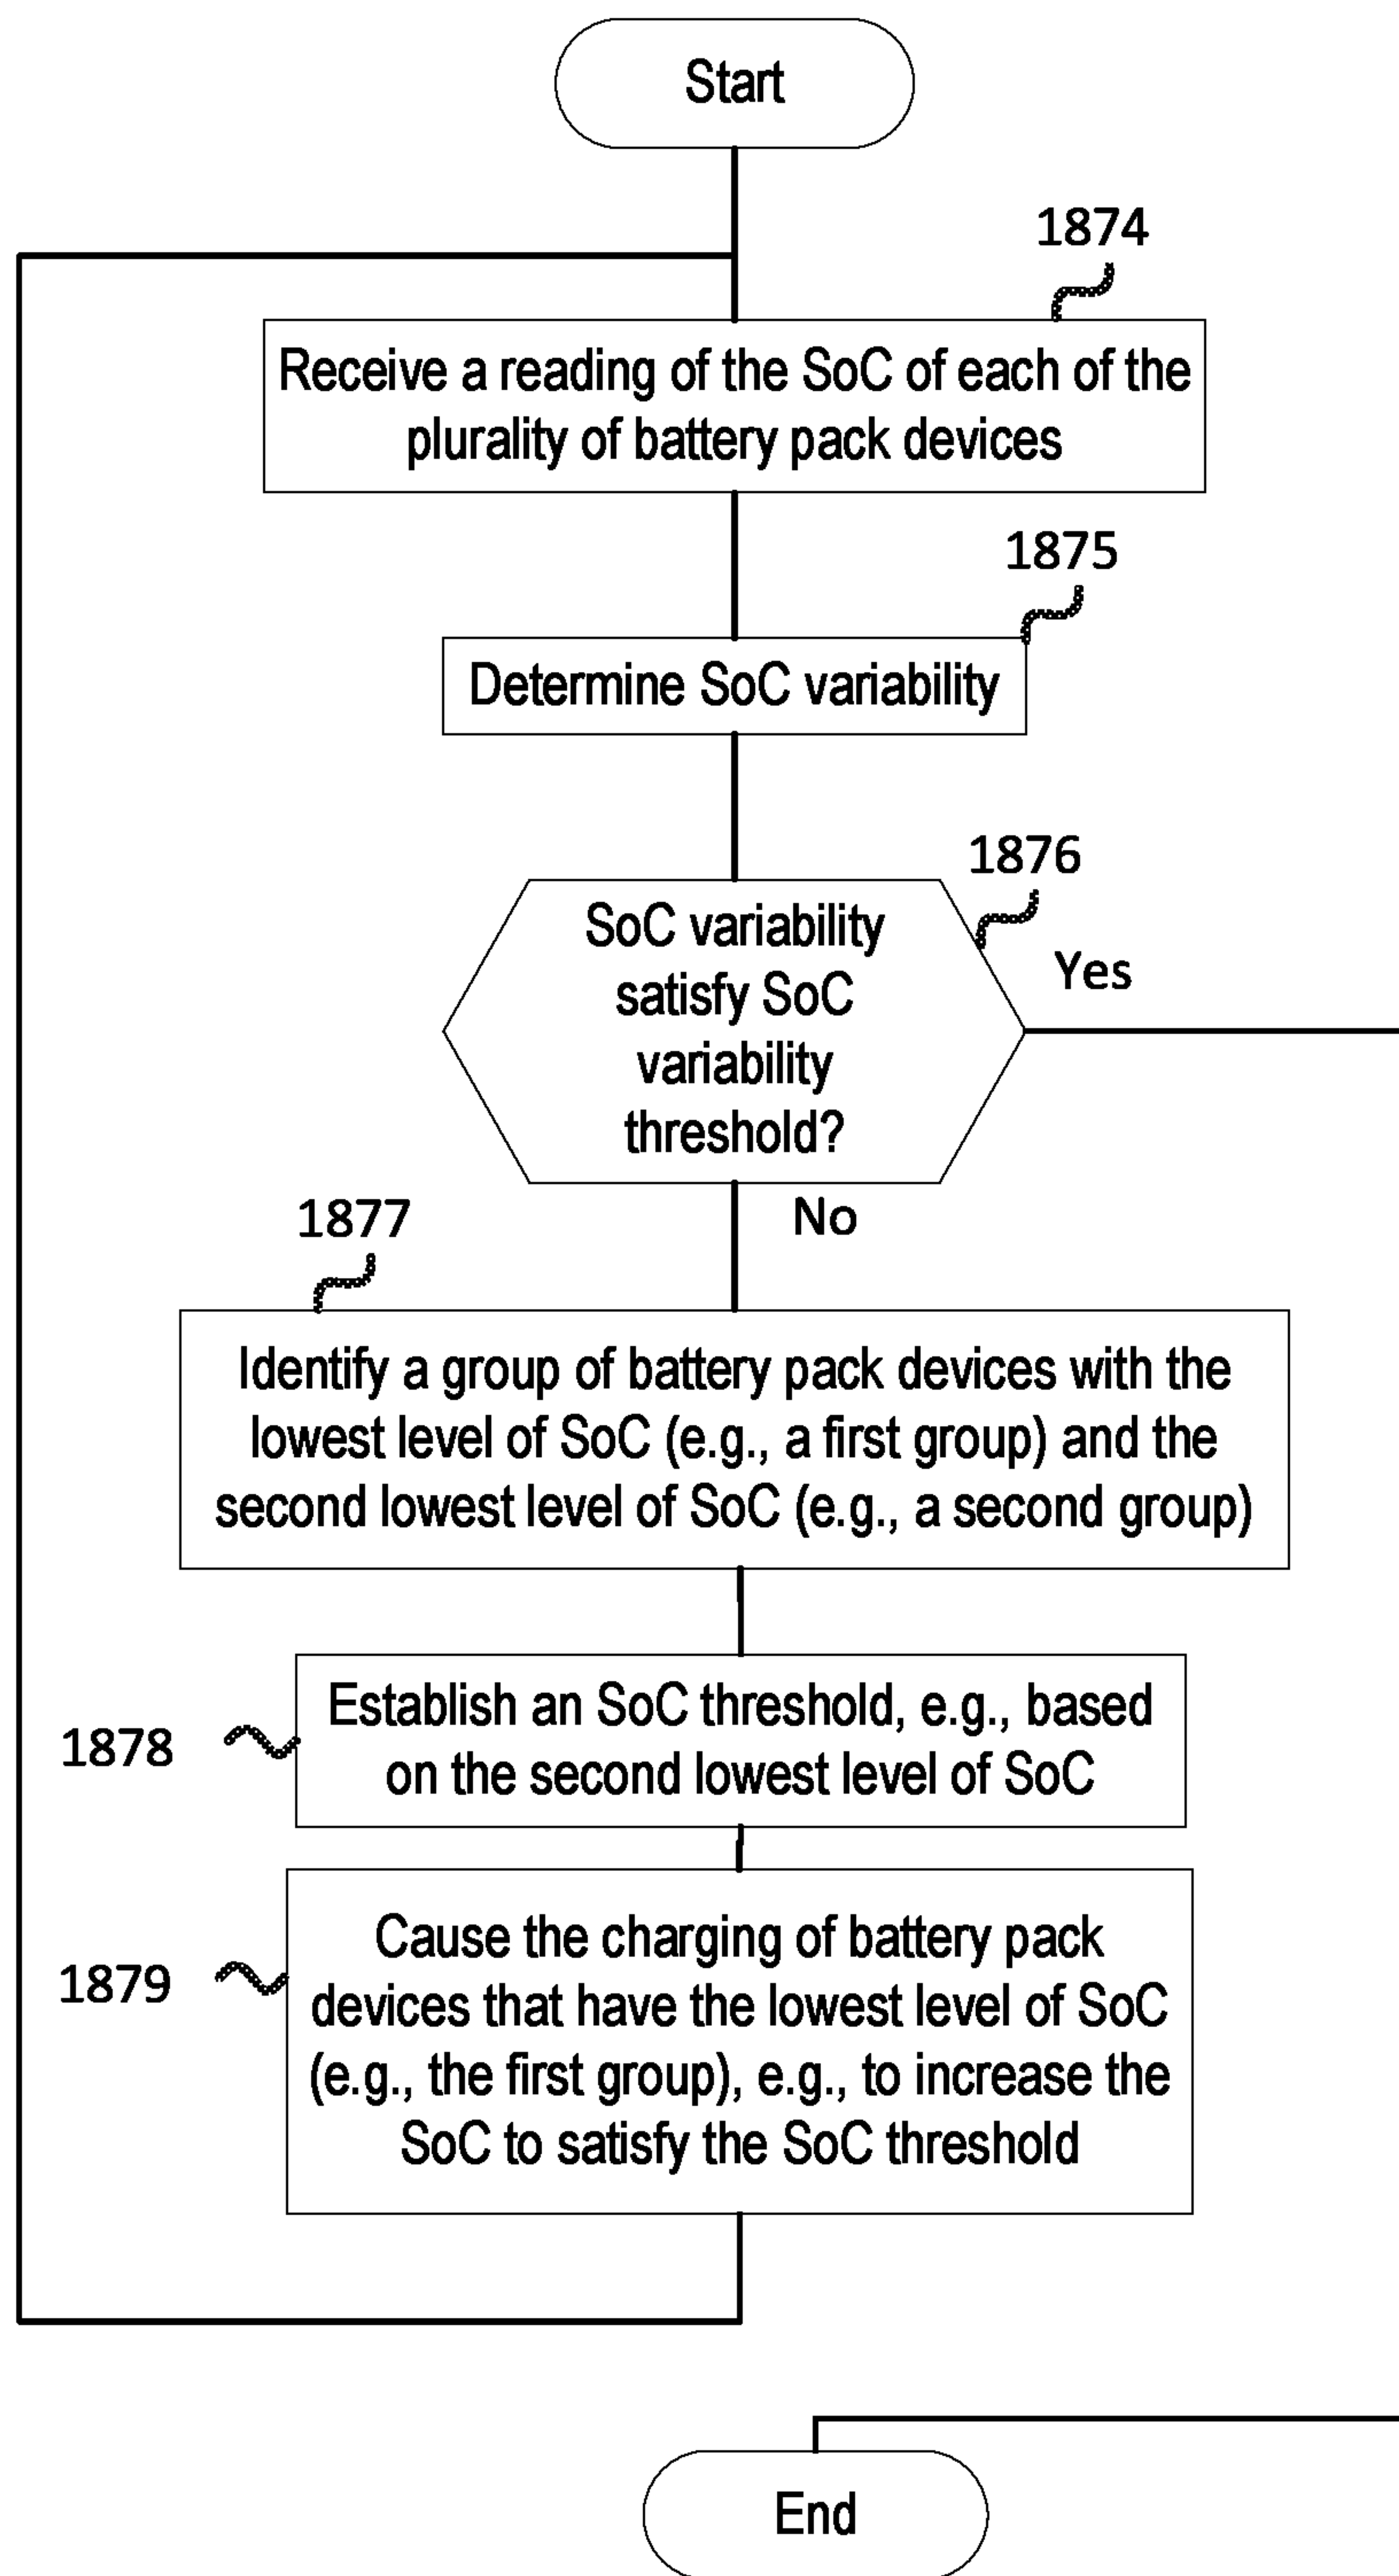 Start
1874
Receive a reading of the SoC of each of the
plurality of battery pack devices
1875
Determine SoC variability
1876
SoC variability
satisfy SoC
variability
threshold?
Yes
No
1877
Identify a group of battery pack devices with the
lowest level of SoC (e.g., a first group) and the
second lowest level of SoC (e.g., a second group)
1878
Establish an SoC threshold, e.g., based
on the second lowest level of SoC
1879
Cause the charging of battery pack
devices that have the lowest level of SoC
(e.g., the first group), e.g., to increase the
SoC to satisfy the SoC threshold
End